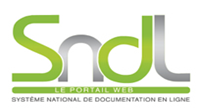 Sndl
LE PORTAIL WEB
SYSTÈME NATIONAL DE DOCUMENTATION EN LIGNE